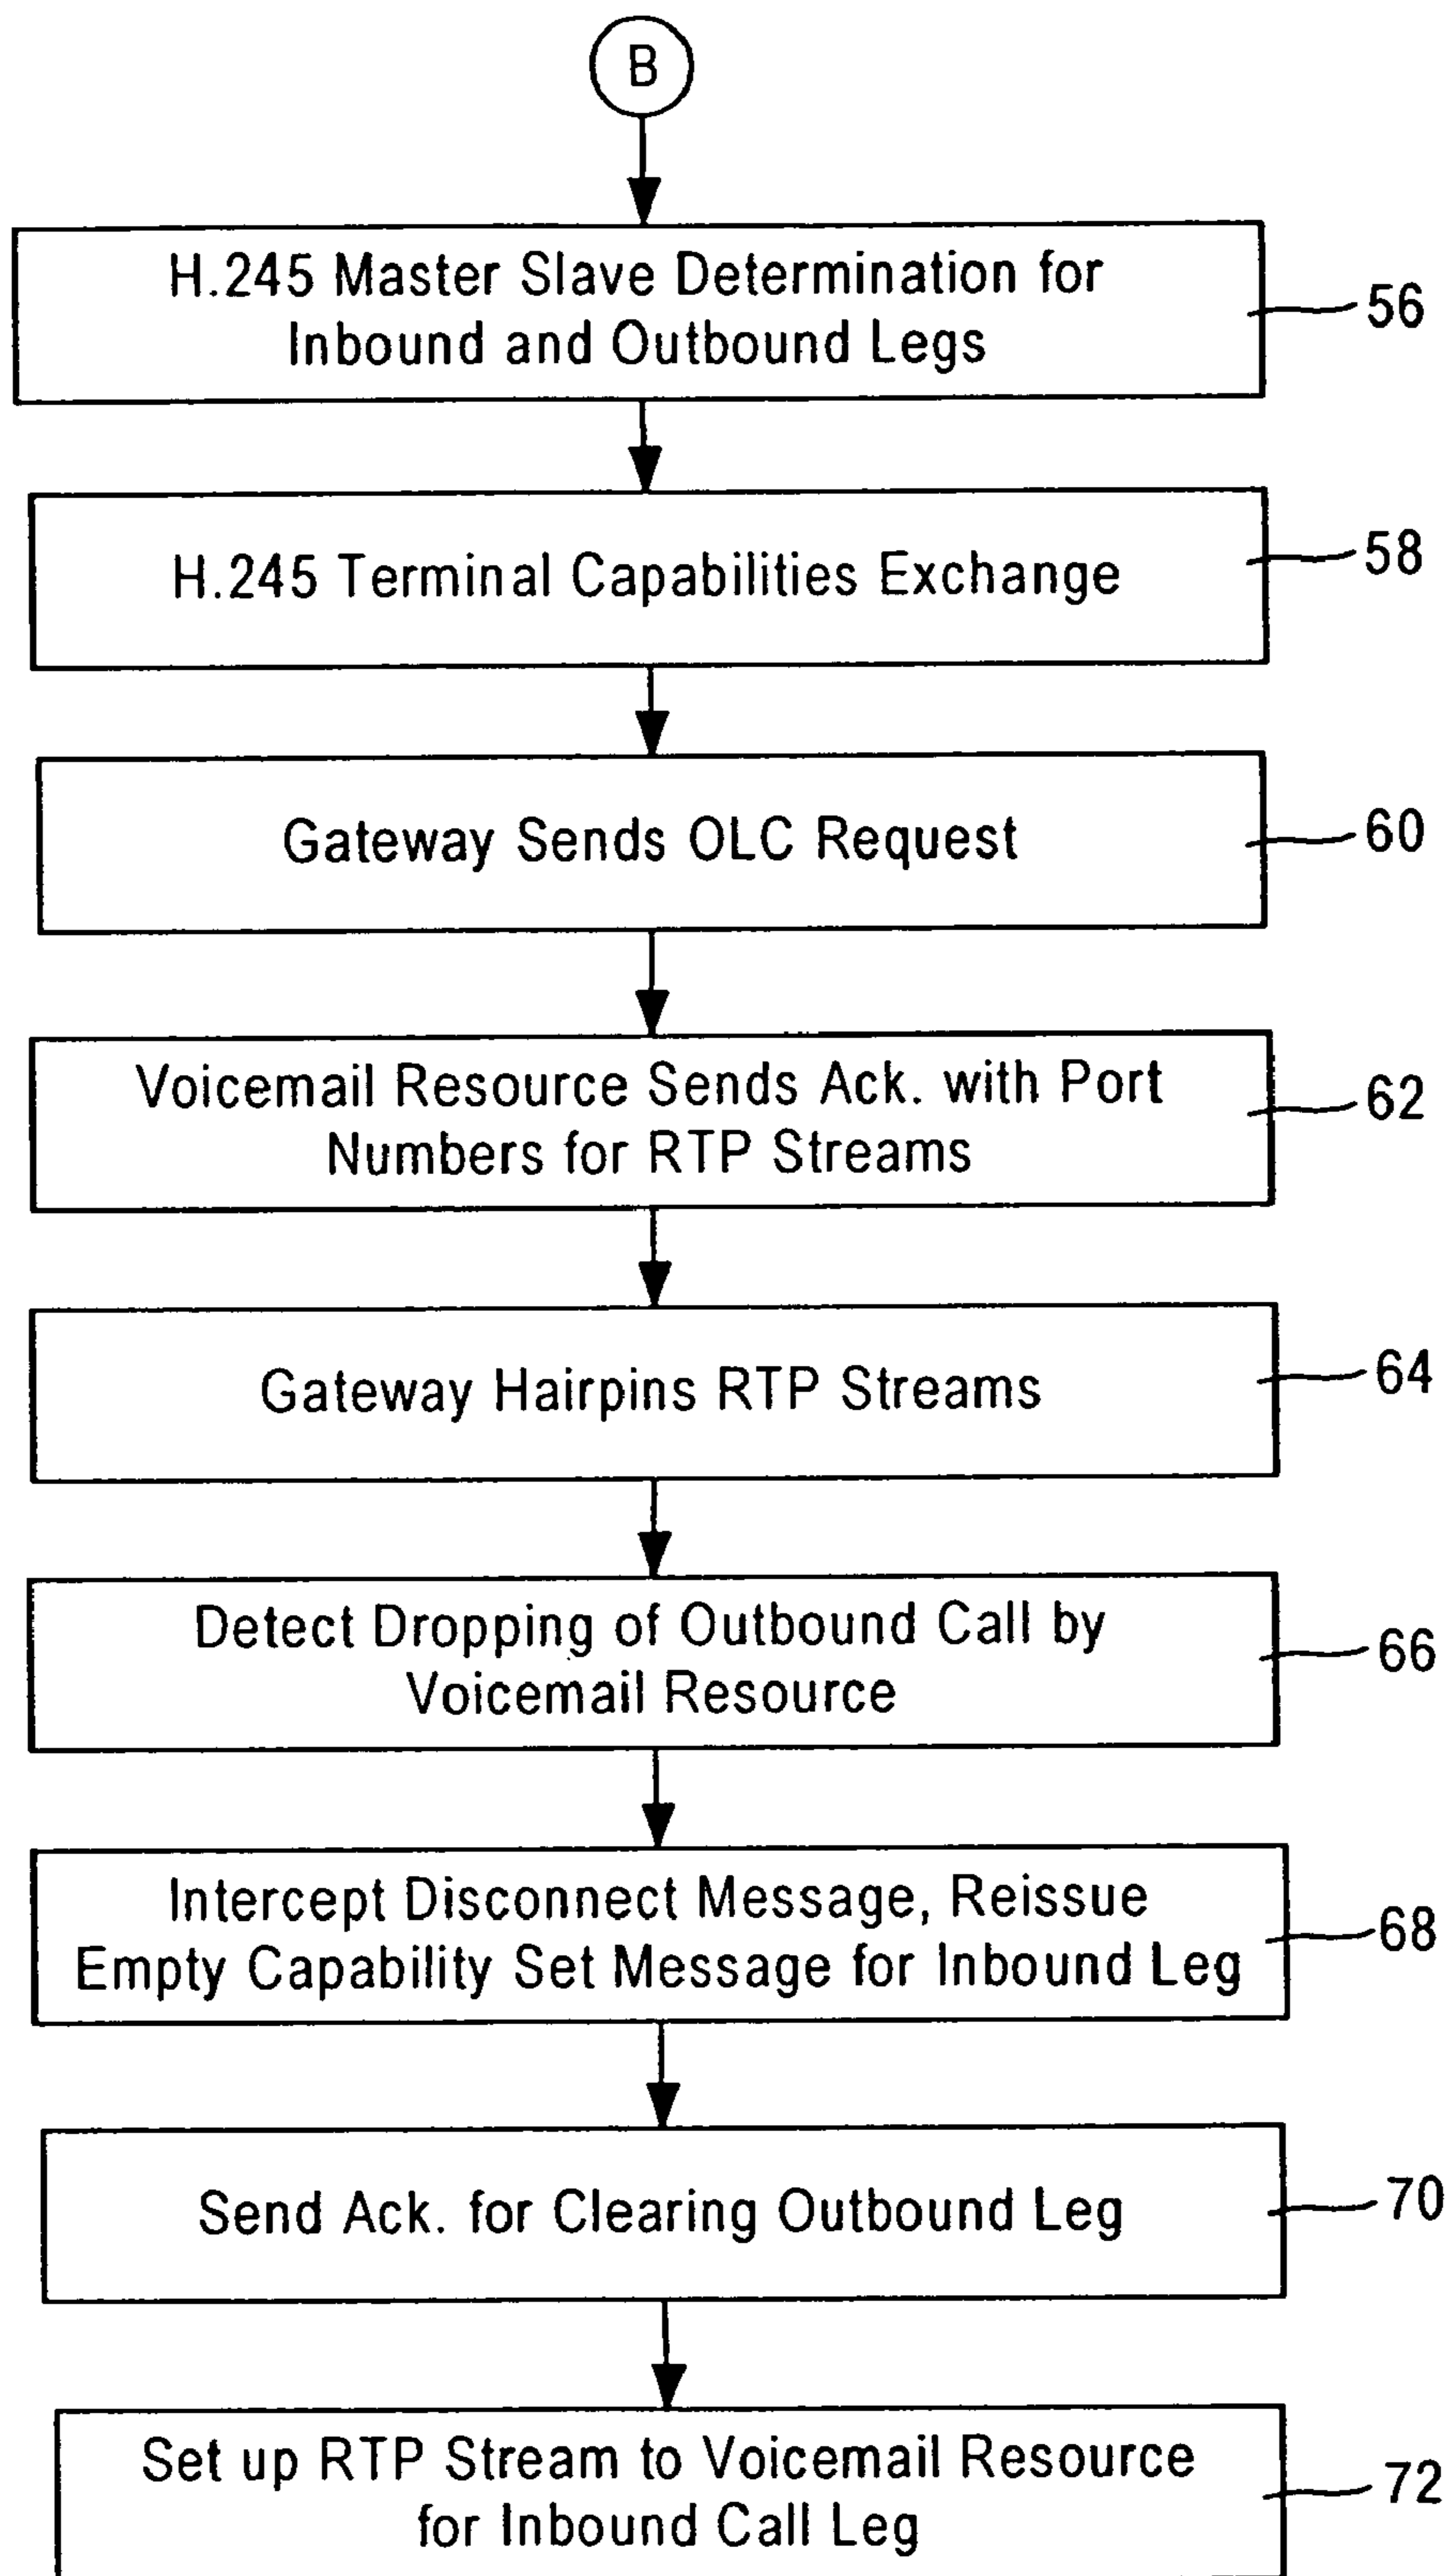 B
H.245 Master Slave Determination for
Inbound and Outbound Legs
56
H.245 Terminal Capabilities Exchange
58
Gateway Sends OLC Request
60
Voicemail Resource Sends Ack. with Port
Numbers for RTP Streams
62
Gateway Hairpins RTP Streams
64
Detect Dropping of Outbound Call by
Voicemail Resource
66
Intercept Disconnect Message, Reissue
Empty Capability Set Message for Inbound Leg
68
Send Ack. for Clearing Outbound Leg
70
Set up RTP Stream to Voicemail Resource
for Inbound Call Leg
72